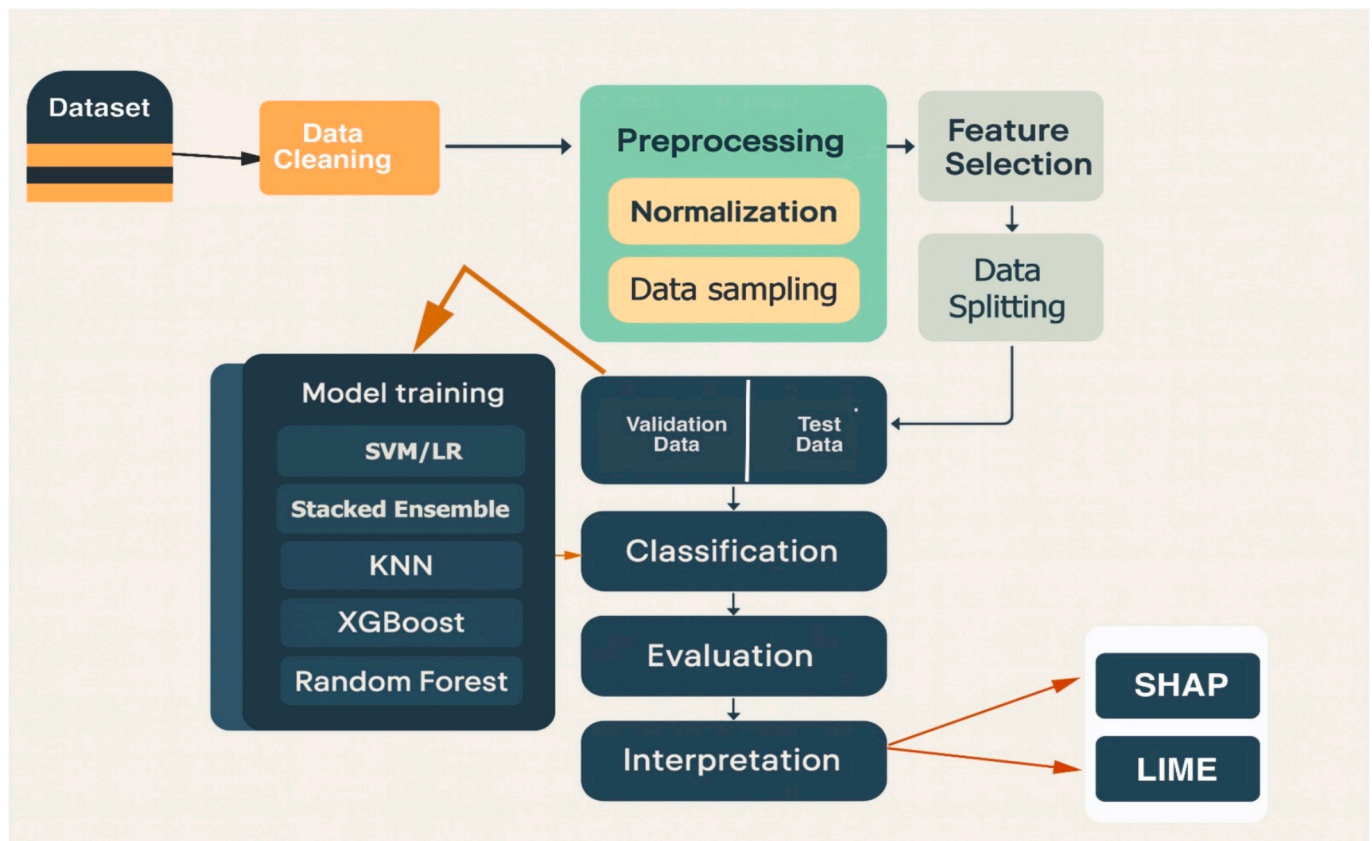 Dataset
Data
Cleaning
Preprocessing
Normalization
Data sampling
Feature
Selection
Data
Splitting
Model training
SVM/LR
Stacked Ensemble
KNN
XGBoost
Random Forest
Validation
Data
Test
Data
Classification
Evaluation
Interpretation
SHAP
LIME